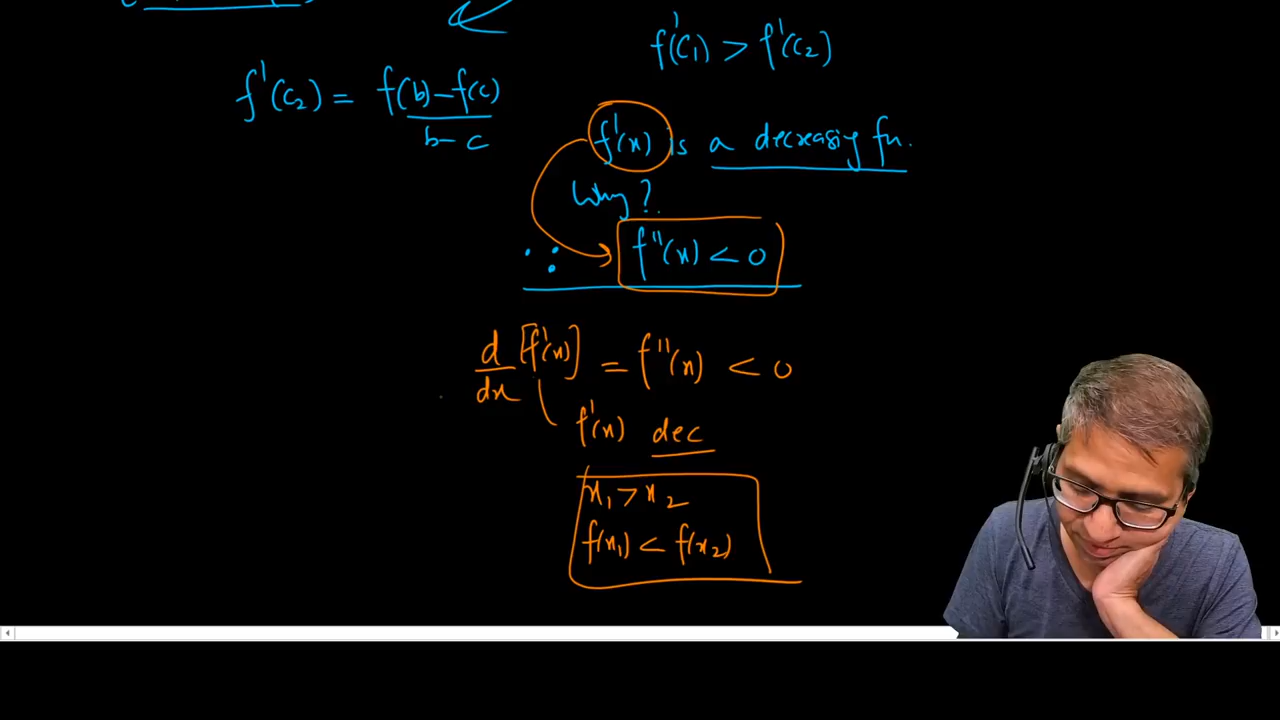 f'(c₁) > f'(c₂)
f'(c₂) = f(b)-f(c) / b-c
f'(x) is a decreasing fn.
Why?
∵ f''(x) < 0
d/dx [f'(x)] = f''(x) < 0
f'(x) dec
x₁ > x₂
f(x₁) < f(x₂)